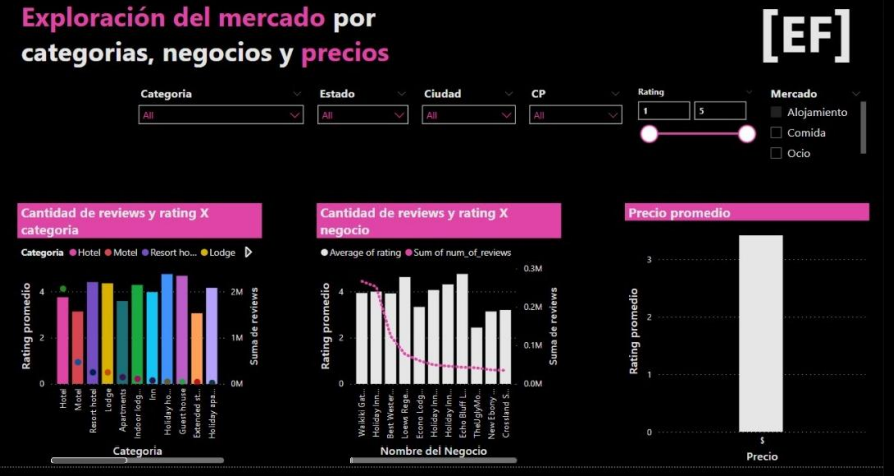 Exploración del mercado por
categorias, negocios y precios
[EF]
Categoria
All
Estado
All
Ciudad
All
CP
All
Rating
1
5
Mercado
Alojamiento
Comida
Ocio
Cantidad de reviews y rating X
categoria
Categoria Hotel Motel Resort ho... Lodge
Rating promedio
4
2
0
2M
1M
0M
Suma de reviews
Hotel
Motel
Resort hotel
Lodge
Apartments
Indoor lodg...
Inn
Holiday ho...
Guest house
Extended st...
Holiday apa...
Categoria
Cantidad de reviews y rating X
negocio
Average of rating Sum of num_of_reviews
Rating promedio
4
2
0
0.3M
0.2M
0.1M
0.0M
Suma de reviews
Waikiki Gat...
Holiday Inn...
Best Wester...
Loews Rege...
Econo Lodg...
Holiday Inn...
Holiday Inn...
Echo Bluff L...
TheUglyMo...
New Ebony ...
Crossland S...
Nombre del Negocio
Precio promedio
Rating promedio
3
2
1
0
$
Precio